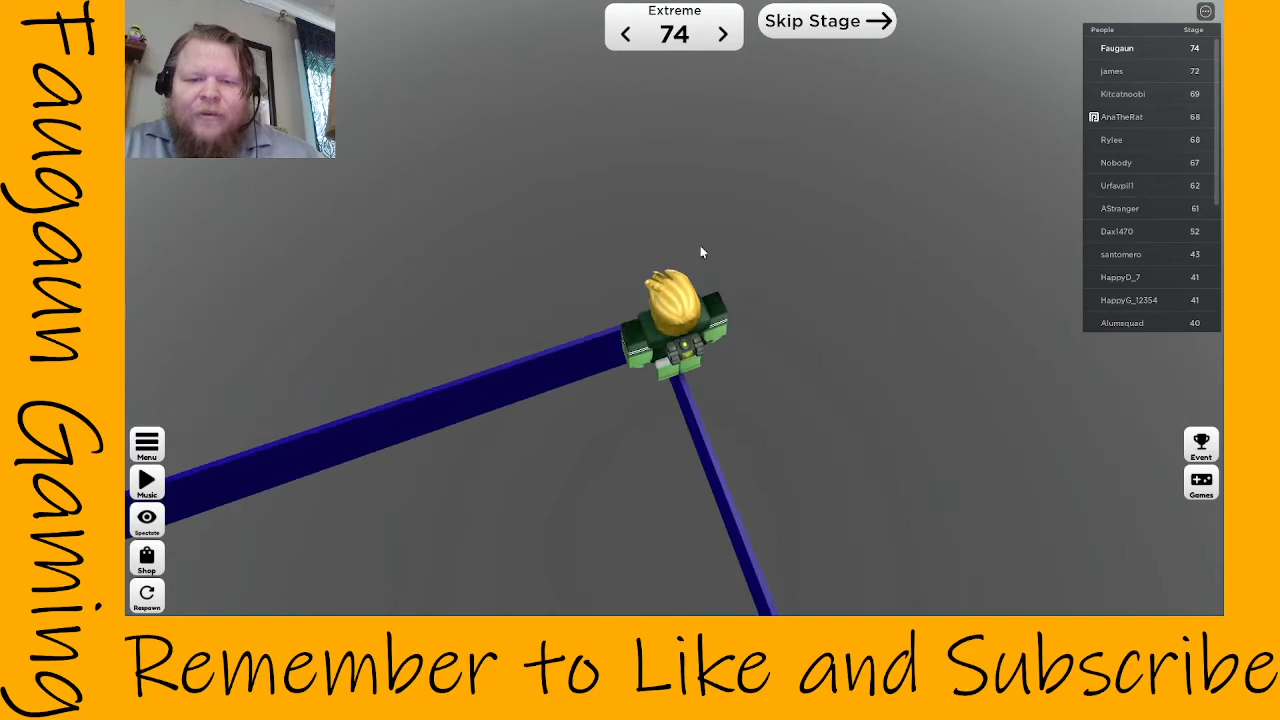 Faugaun Gaming
Extreme
74
Skip Stage
People Stage
Faugaun 74
james 72
Kitcatnoobi 69
AnaTheRat 68
Rylee 68
Nobody 67
Urfavpil1 62
AStranger 61
Dax1470 52
santomero 43
HappyD_7 41
HappyG_12354 41
Alumsquad 40
Menu
Music
Spectate
Shop
Respawn
Event
Games
Remember to Like and Subscribe